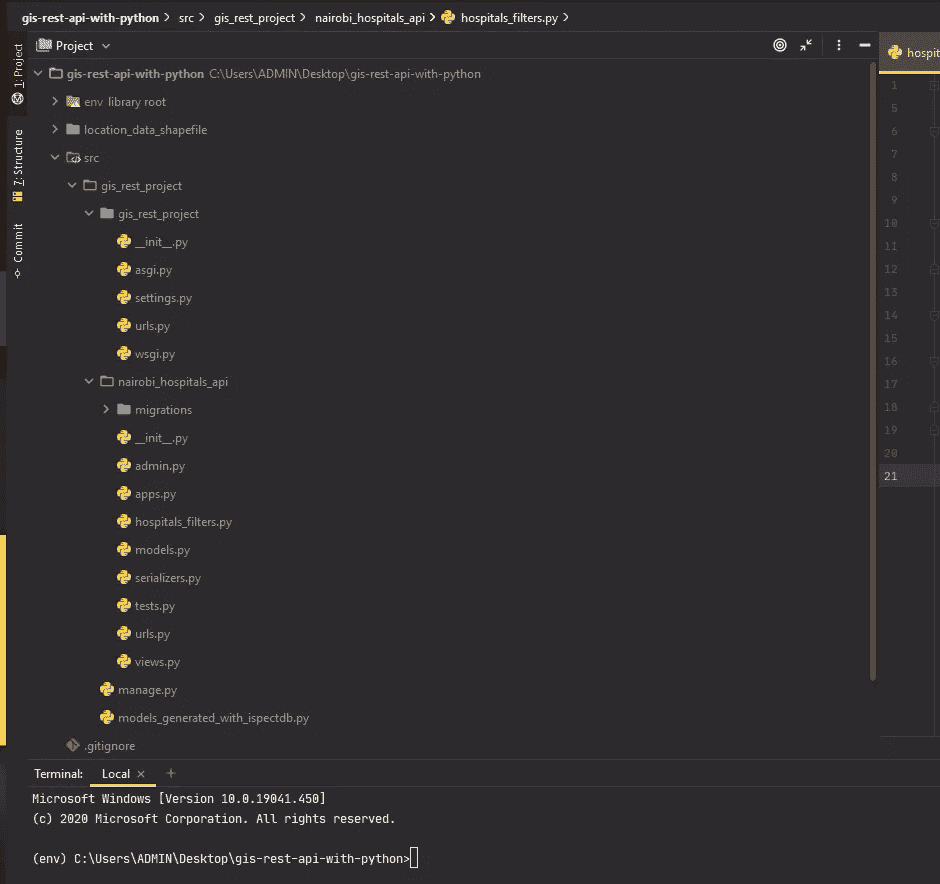 gis-rest-api-with-python > src > gis_rest_project > nairobi_hospitals_api > hospitals_filters.py >
Project
hospit
1: Project
7: Structure
Commit
gis-rest-api-with-python C:\Users\ADMIN\Desktop\gis-rest-api-with-python
env library root
location_data_shapefile
src
gis_rest_project
gis_rest_project
__init__.py
asgi.py
settings.py
urls.py
wsgi.py
nairobi_hospitals_api
migrations
__init__.py
admin.py
apps.py
hospitals_filters.py
models.py
serializers.py
tests.py
urls.py
views.py
manage.py
models_generated_with_ispectdb.py
.gitignore
1
5
6
7
8
9
10
11
12
13
14
15
16
17
18
19
20
21
Terminal: Local × +
Microsoft Windows [Version 10.0.19041.450]
(c) 2020 Microsoft Corporation. All rights reserved.
(env) C:\Users\ADMIN\Desktop\gis-rest-api-with-python>